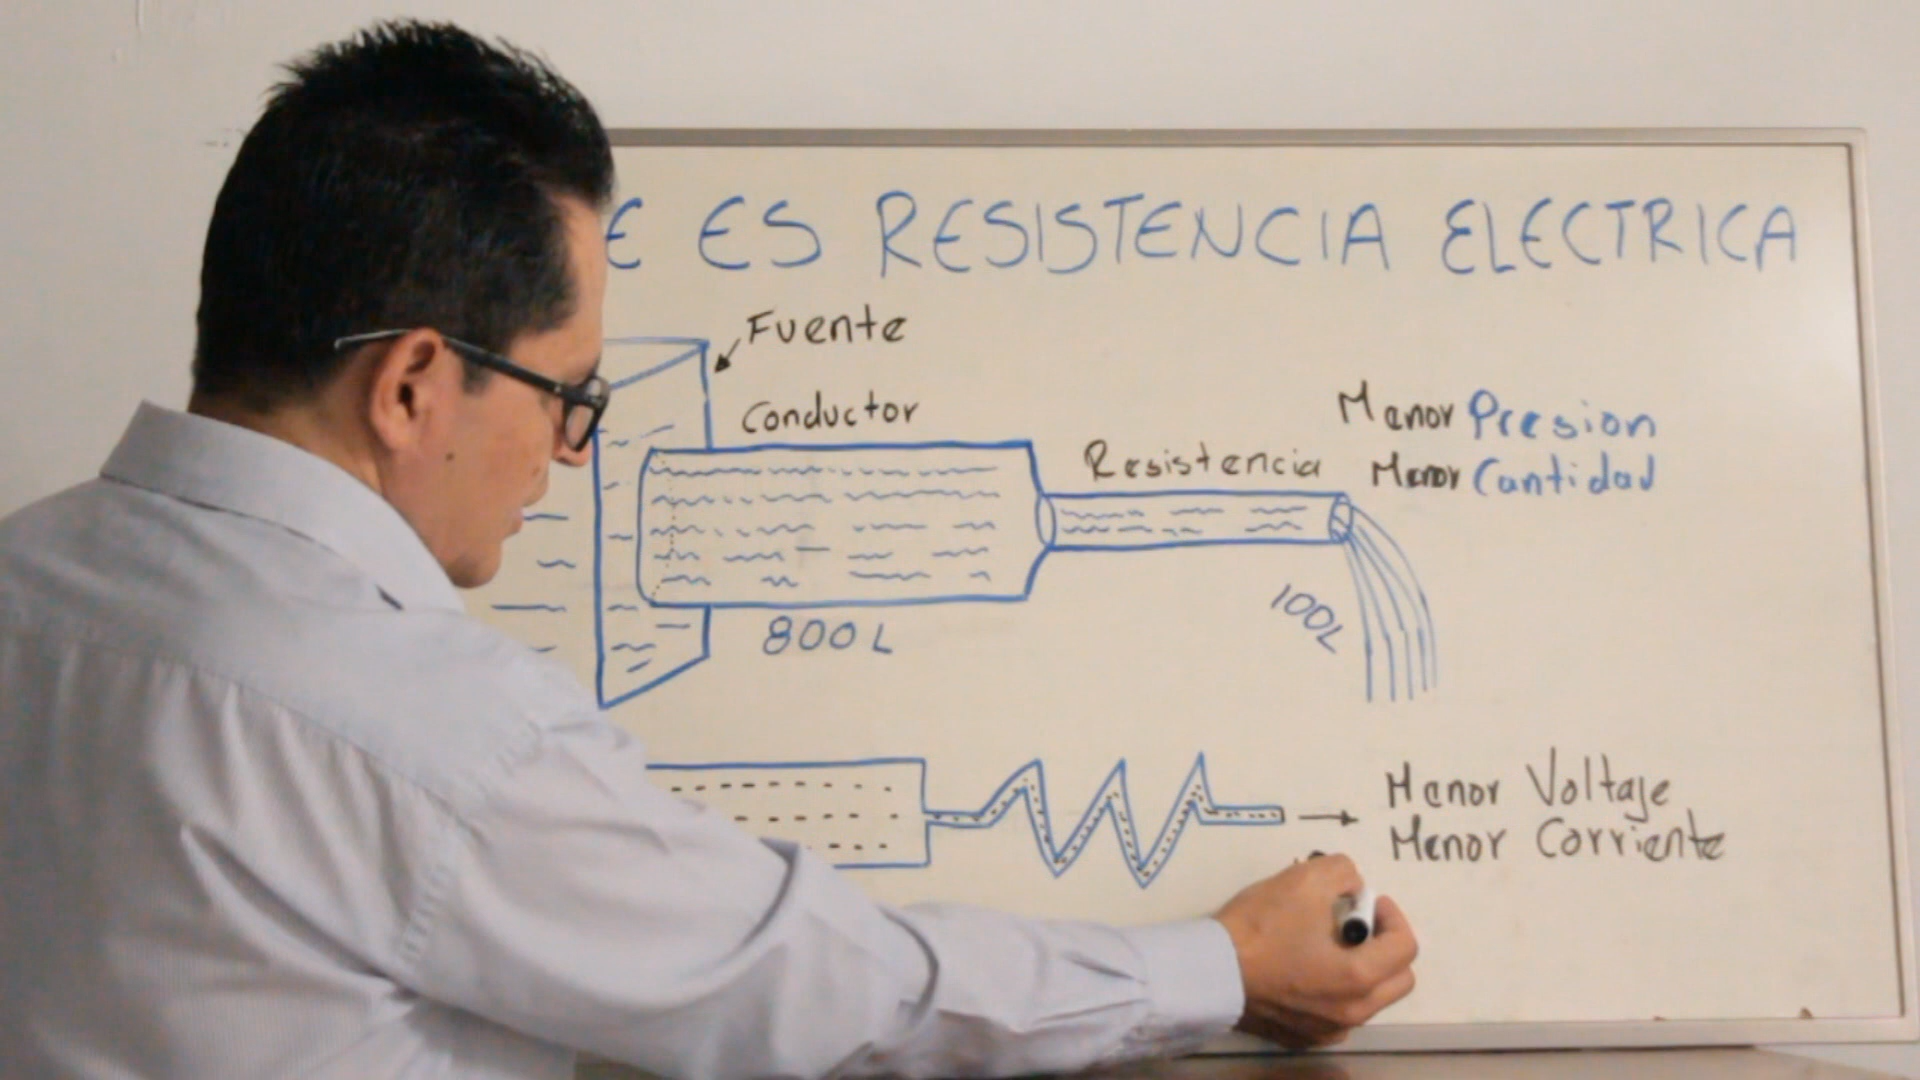 E ES RESISTENCIA ELECTRICA
Fuente
Conductor
Resistencia
Menor Presion
Menor Cantidad
800L
100L
Menor Voltaje
Menor Corriente